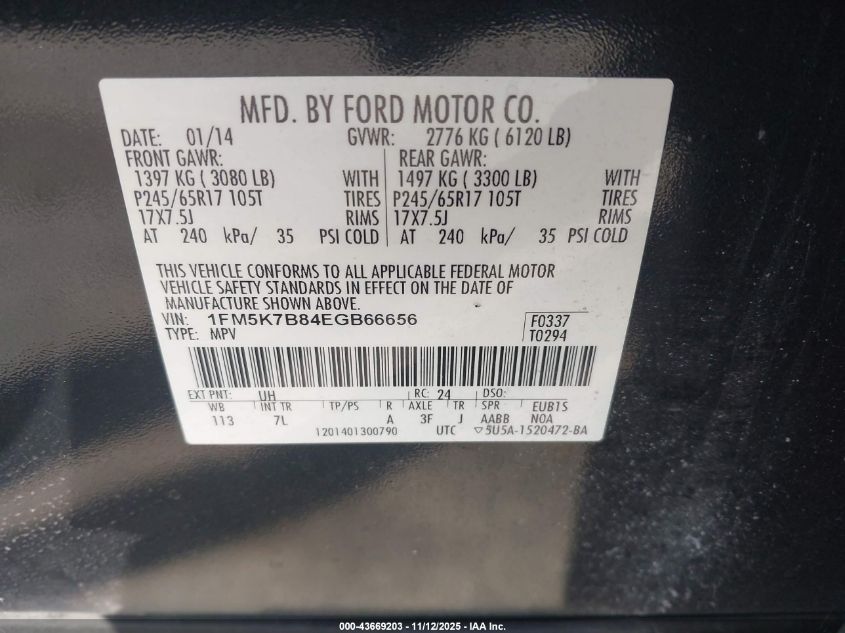 MFD. BY FORD MOTOR CO.
DATE: 01/14 GVWR: 2776 KG ( 6120 LB)
FRONT GAWR: REAR GAWR:
1397 KG ( 3080 LB) WITH 1497 KG ( 3300 LB) WITH
P245/65R17 105T TIRES P245/65R17 105T TIRES
17X7.5J RIMS 17X7.5J RIMS
AT 240 kPa/ 35 PSI COLD AT 240 kPa/ 35 PSI COLD
THIS VEHICLE CONFORMS TO ALL APPLICABLE FEDERAL MOTOR
VEHICLE SAFETY STANDARDS IN EFFECT ON THE DATE OF
MANUFACTURE SHOWN ABOVE.
VIN: 1FM5K7B84EGB66656 F0337
TYPE: MPV T0294
EXT PNT: UH RC: 24 DSO:
WB INT TR TP/PS R AXLE TR SPR EUB1S
113 7L A 3F J AABB NOA
1201401300790 UTC ▽5U5A-1520472-BA
000-43669203 - 11/12/2025 - IAA Inc.